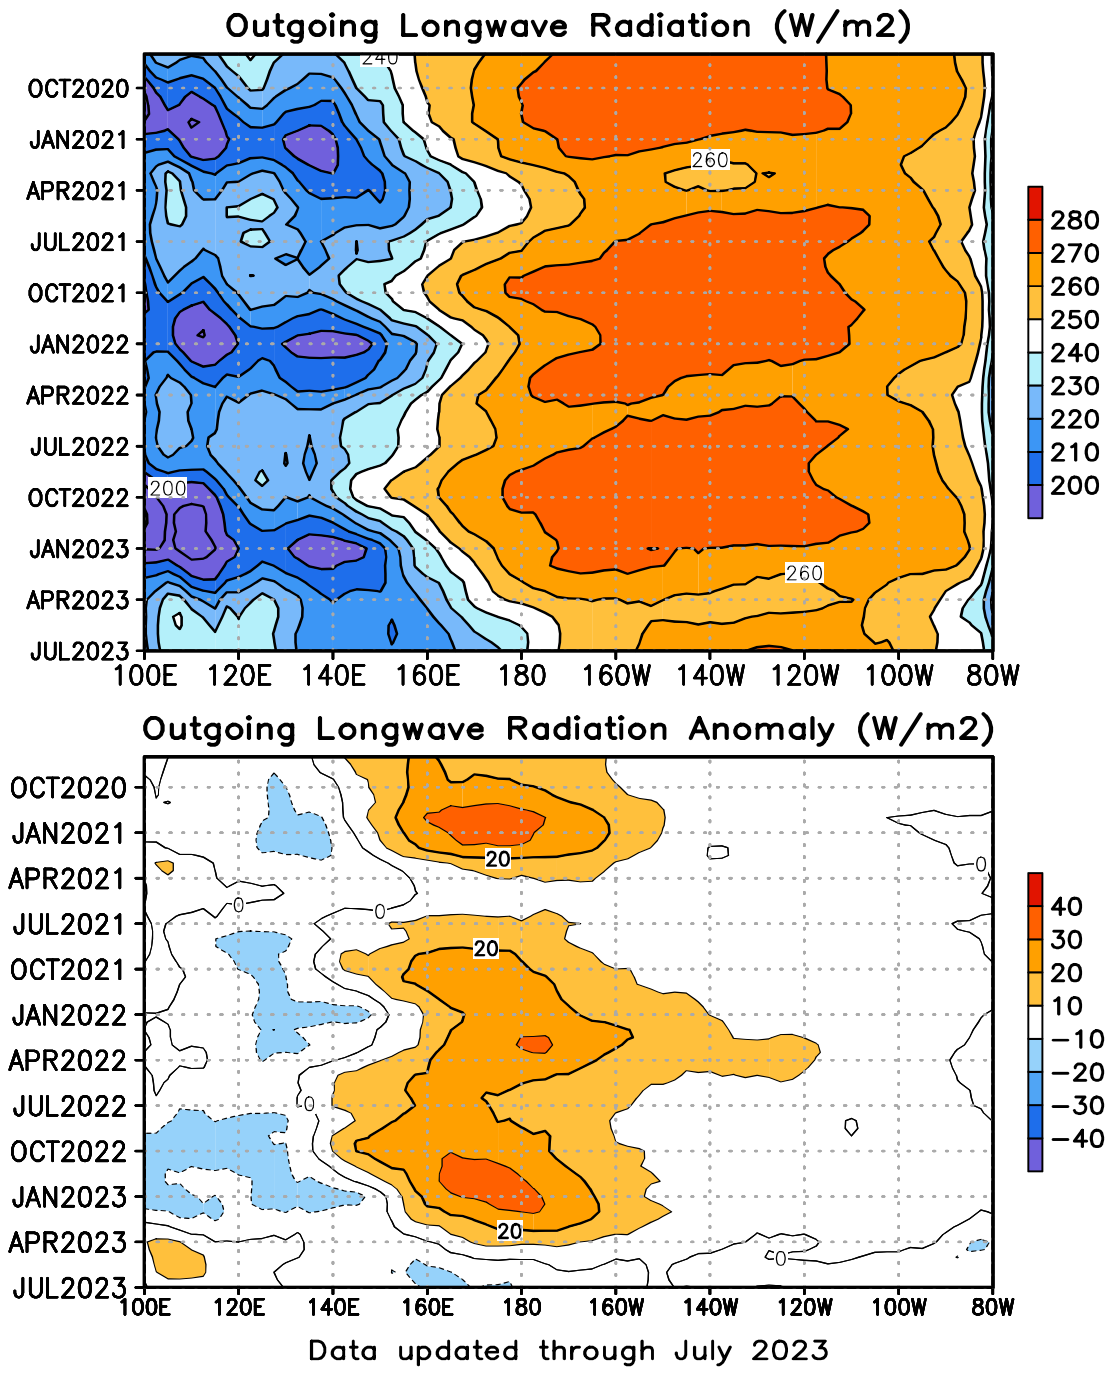 Outgoing Longwave Radiation (W/m2)
240
OCT2020
JAN2021
260
APR2021
280
JUL2021
270
OCT2021
260
250
JAN2022
240
230
APR2022
220
JUL2022
210
200
OCT2022
200
JAN2023
260
APR2023
JUL2023
100E 120E 140E 160E 180 160W 140W 120W 100W 80W
Outgoing Longwave Radiation Anomaly (W/m2)
OCT2020
JAN2021
20
0
APR2021
0 0
40
JUL2021
30
20
OCT2021
20
10
JAN2022
-10
APR2022
-20
JUL2022
0
-30
-40
OCT2022
JAN2023
20
APR2023
0
JUL2023
100E 120E 140E 160E 180 160W 140W 120W 100W 80W
Data updated through July 2023